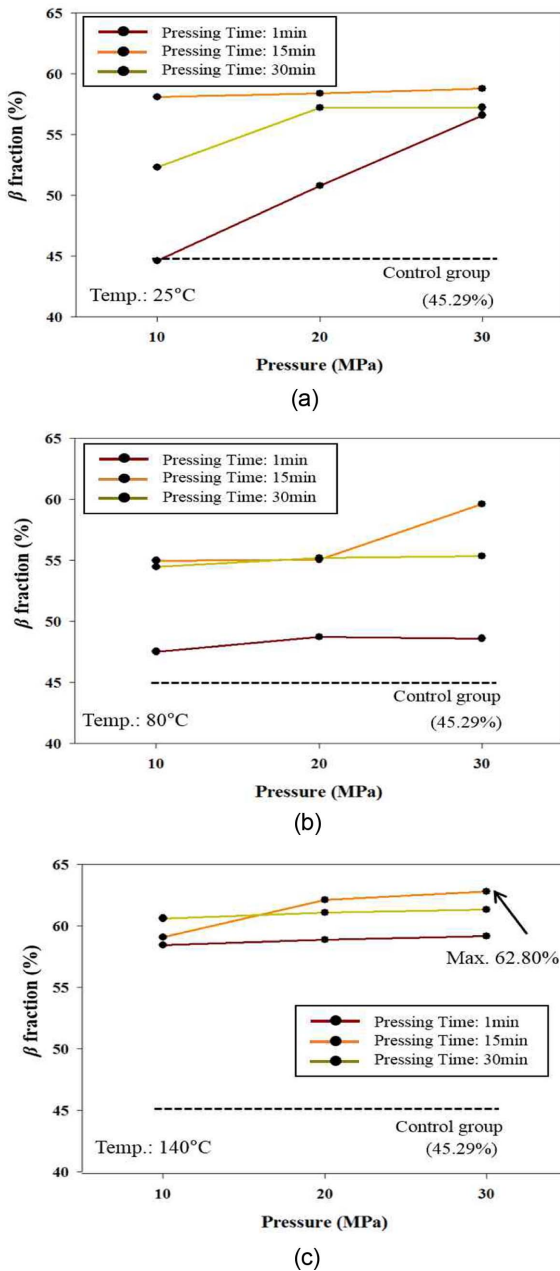 (a)
65
60
55
50
45
40
β fraction (%)
Pressing Time: 1min
Pressing Time: 15min
Pressing Time: 30min
Control group
(45.29%)
Temp.: 25°C
10 20 30
Pressure (MPa)
(a)
65
60
55
50
45
40
β fraction (%)
Pressing Time: 1min
Pressing Time: 15min
Pressing Time: 30min
Control group
(45.29%)
Temp.: 80°C
10 20 30
Pressure (MPa)
(b)
65
60
55
50
45
40
β fraction (%)
Max. 62.80%
Pressing Time: 1min
Pressing Time: 15min
Pressing Time: 30min
Control group
(45.29%)
Temp.: 140°C
10 20 30
Pressure (MPa)
(c)